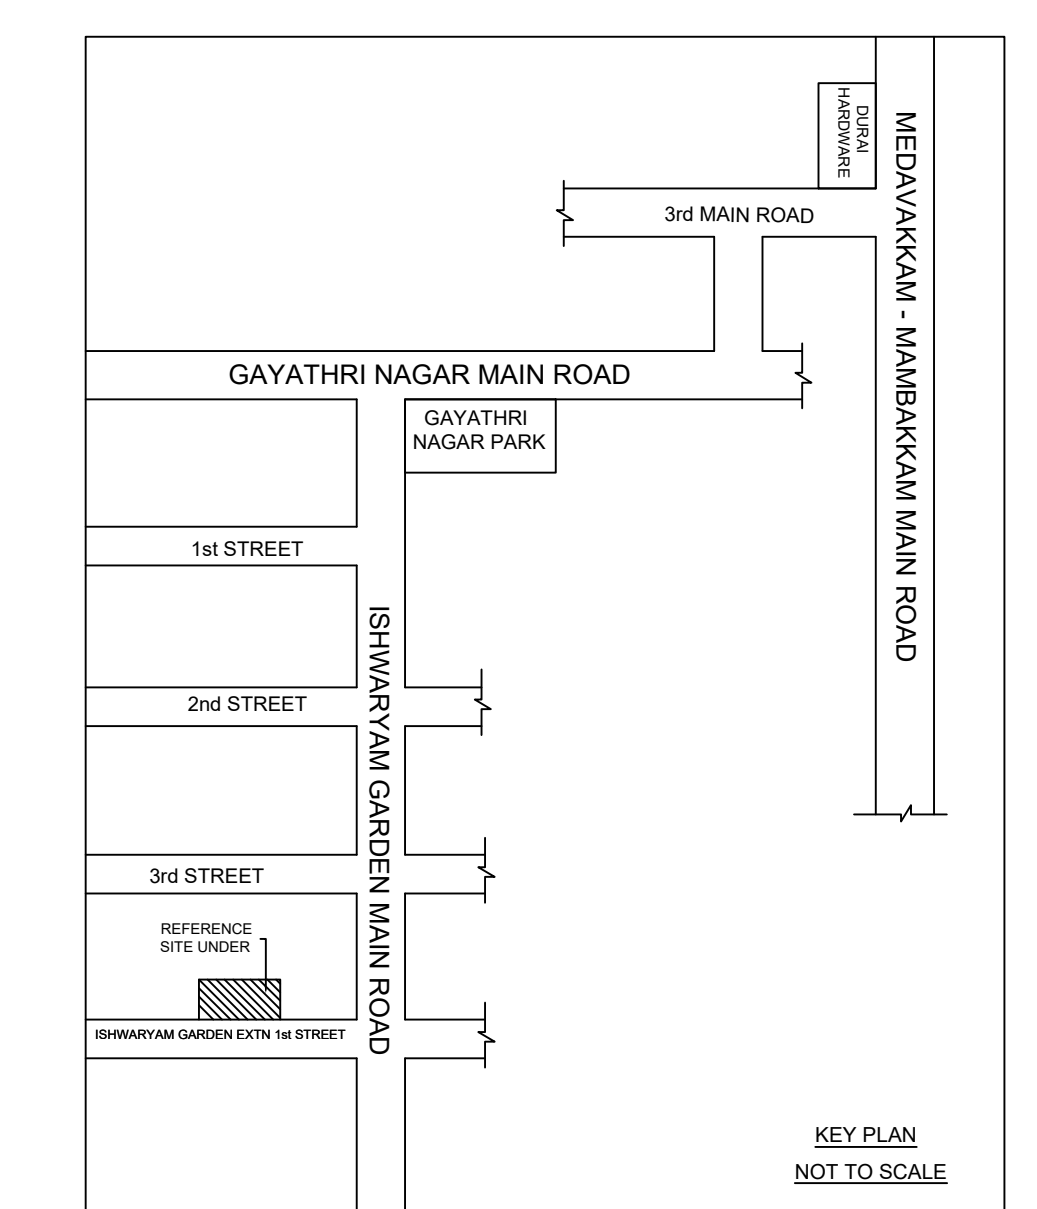 DURAI
HARDWARE
MEDAVAKKAM - MAMBAKKAM MAIN ROAD
3rd MAIN ROAD
GAYATHRI NAGAR MAIN ROAD
GAYATHRI
NAGAR PARK
1st STREET
ISHWARYAM GARDEN MAIN ROAD
2nd STREET
3rd STREET
REFERENCE
SITE UNDER
ISHWARYAM GARDEN EXTN 1st STREET
KEY PLAN
NOT TO SCALE